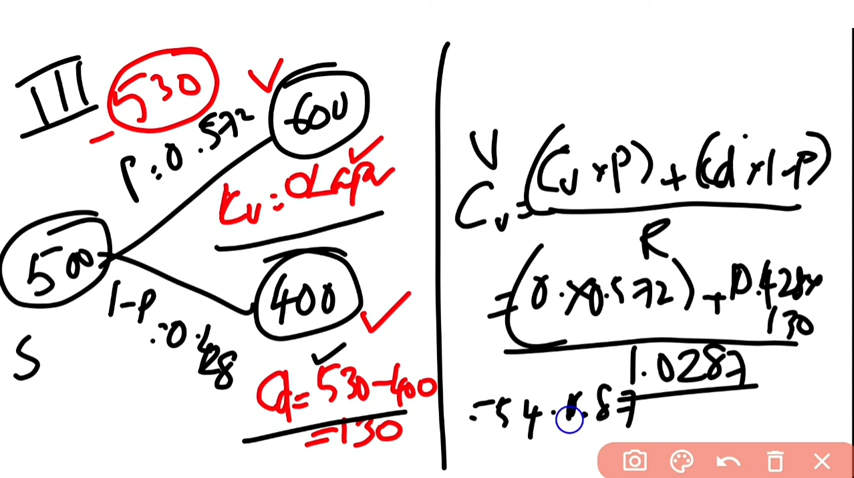 III
530
P=0.572
600
Cu=0 Lapse
500
1-P
=0.428
400
S
Cd=530-400
=130
V
Cv=(Cu×P)+(Cd×1-P)
R
=(0×0.572)+0.428×
130
1.0287
=54.